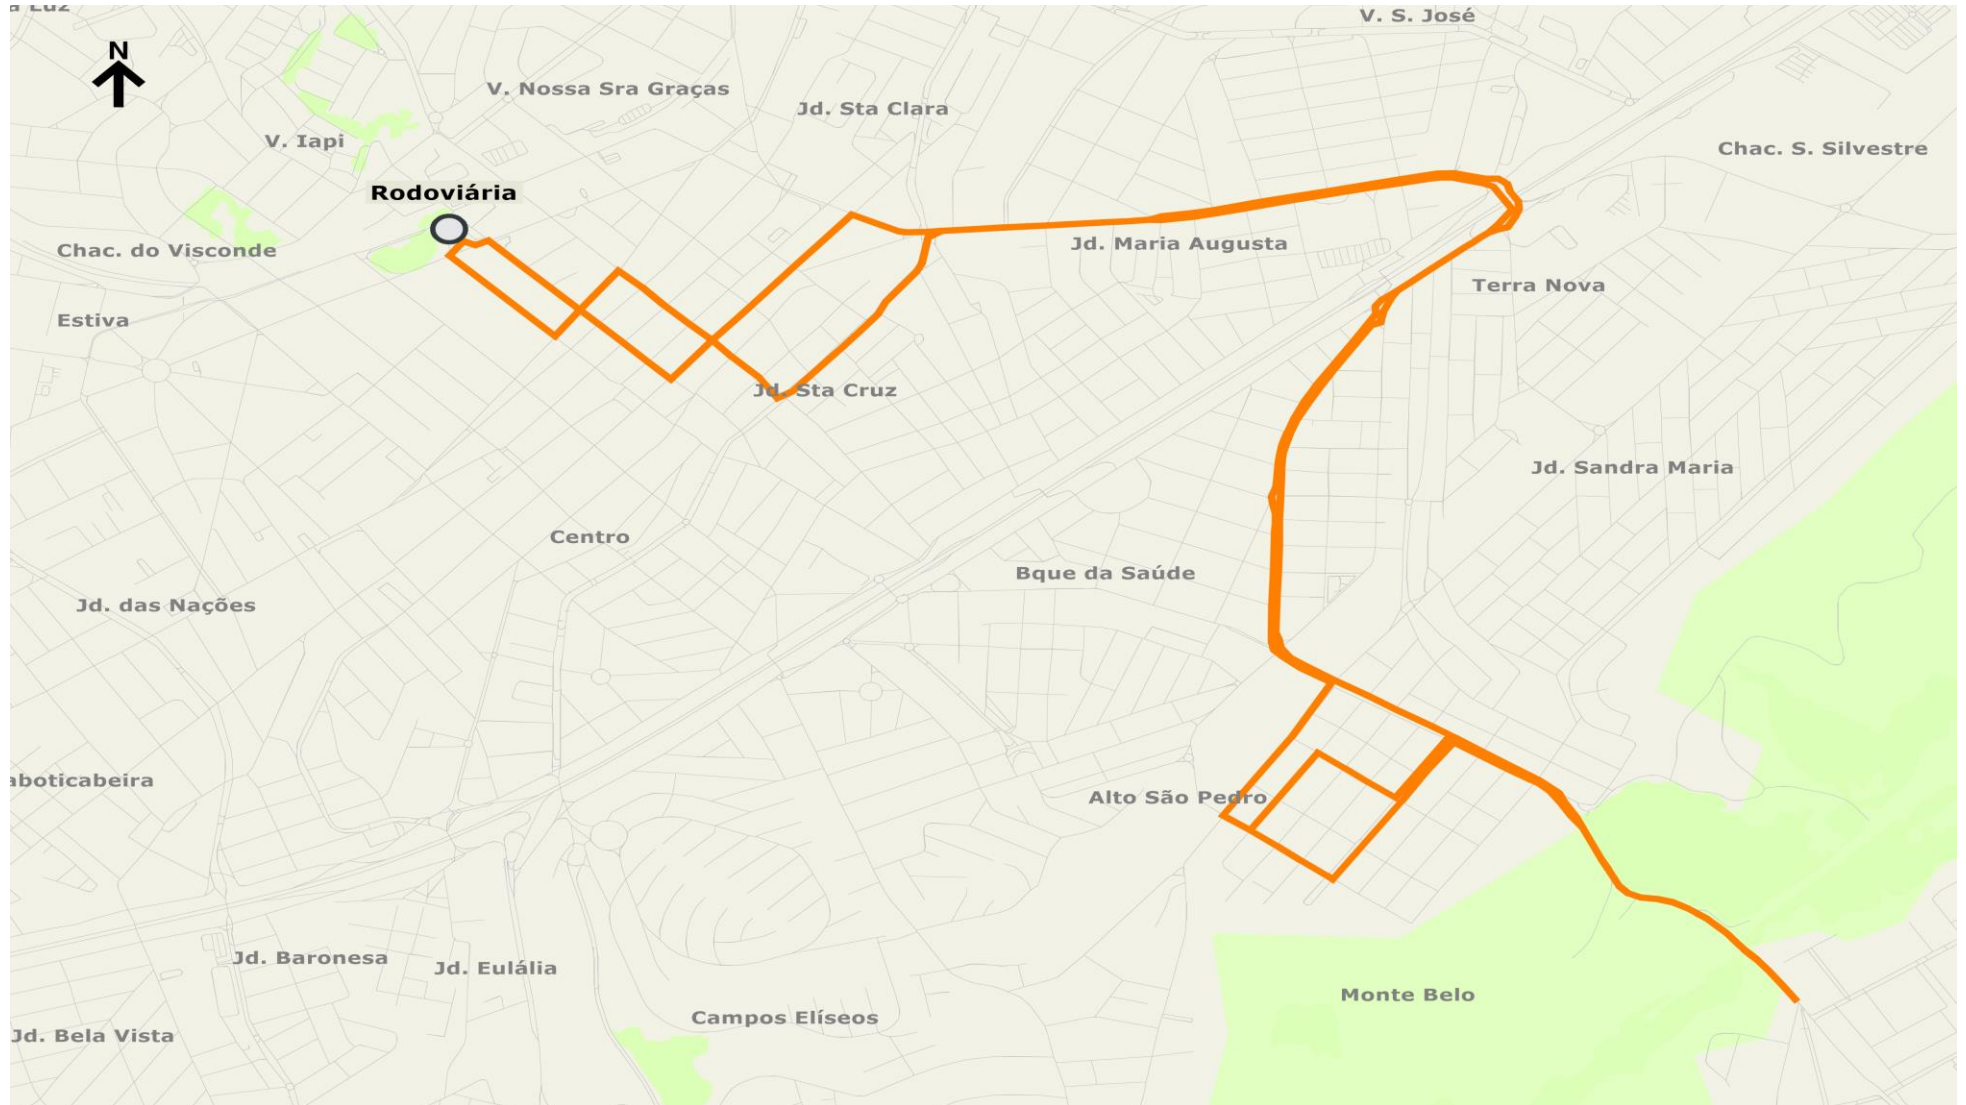 V. S. José
N
V. Nossa Sra Graças
Jd. Sta Clara
V. Iapi
Chac. S. Silvestre
Rodoviária
Chac. do Visconde
Jd. Maria Augusta
Terra Nova
Estiva
Jd. Sta Cruz
Jd. Sandra Maria
Centro
Bque da Saúde
Jd. das Nações
aboticabeira
Alto São Pedro
Jd. Baronesa
Jd. Eulália
Monte Belo
Campos Elíseos
Jd. Bela Vista